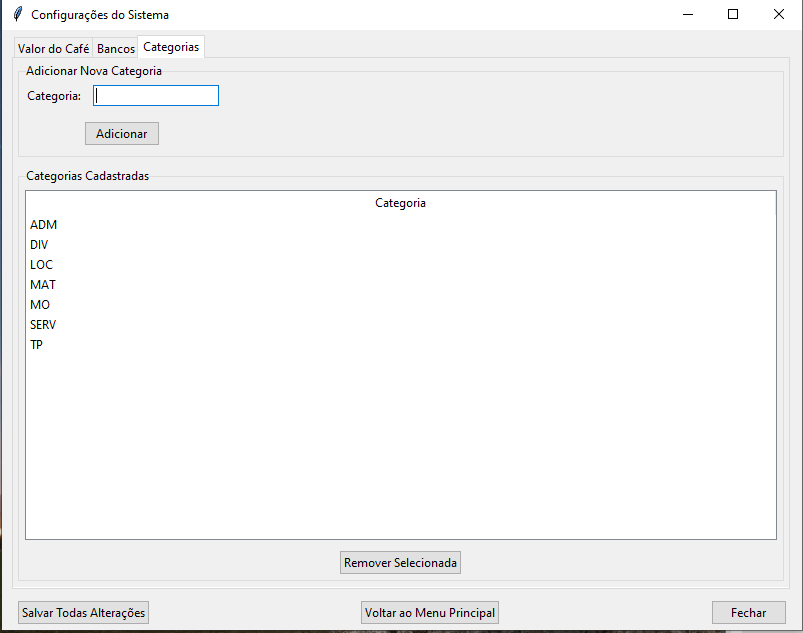 Configurações do Sistema
Valor do Café Bancos Categorias
Adicionar Nova Categoria
Categoria:
Adicionar
Categorias Cadastradas
Categoria
ADM
DIV
LOC
MAT
MO
SERV
TP
Remover Selecionada
Salvar Todas Alterações Voltar ao Menu Principal Fechar